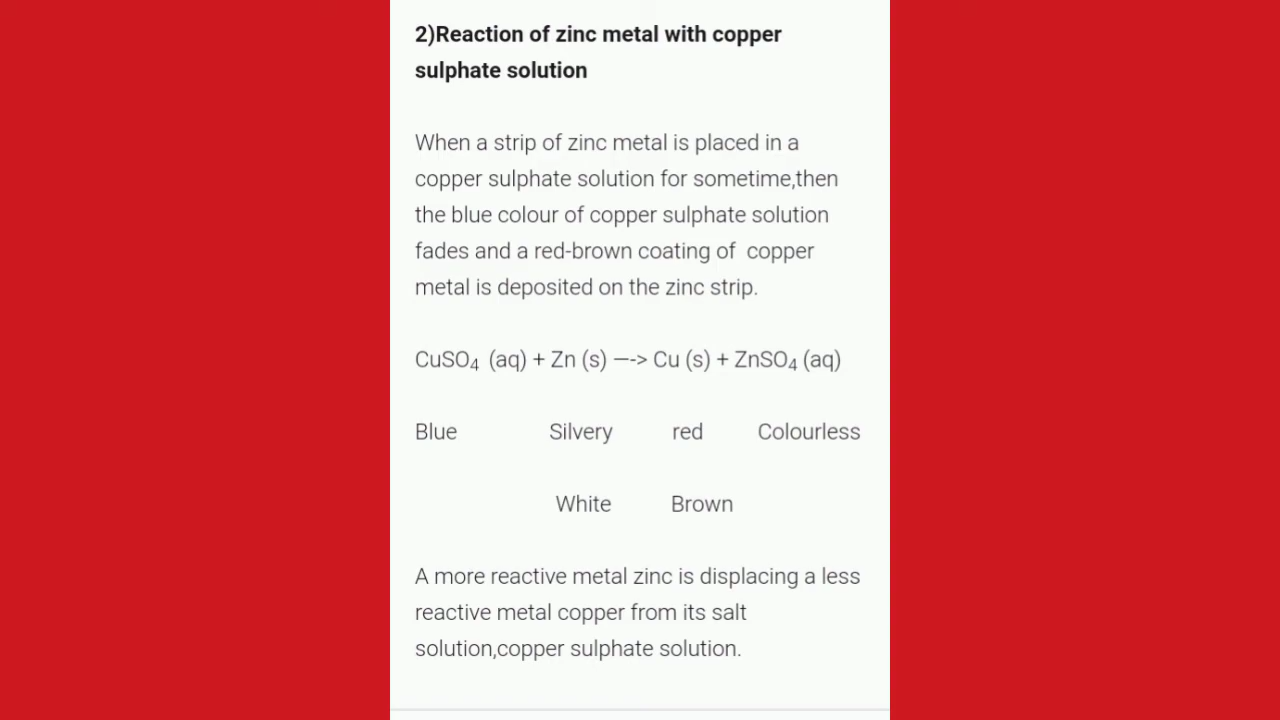 2)Reaction of zinc metal with copper
sulphate solution
When a strip of zinc metal is placed in a
copper sulphate solution for sometime,then
the blue colour of copper sulphate solution
fades and a red-brown coating of  copper
metal is deposited on the zinc strip.
CuSO₄ (aq) + Zn (s) —-> Cu (s) + ZnSO₄ (aq)
Blue Silvery red Colourless
White Brown
A more reactive metal zinc is displacing a less
reactive metal copper from its salt
solution,copper sulphate solution.